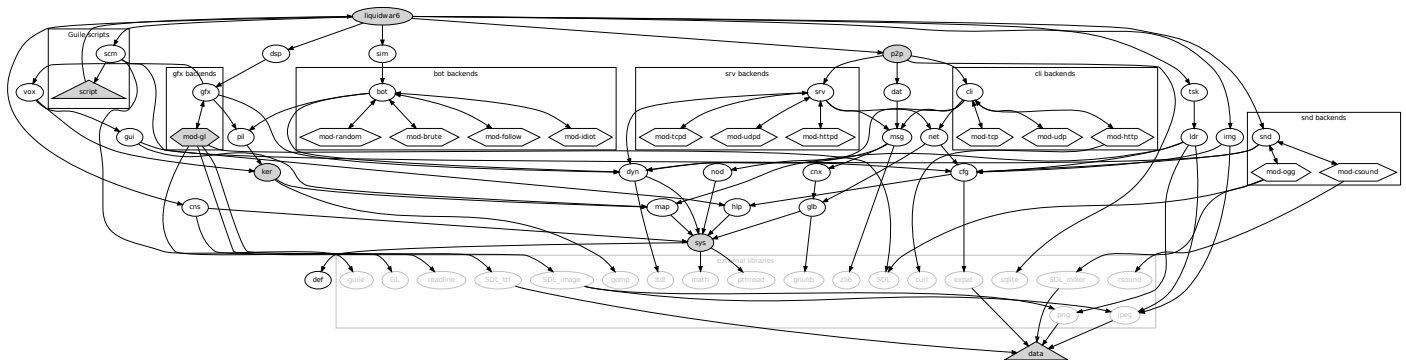 liquidwar6
Guile scripts
scm
dsp
sim
p2p
gfx backends
bot backends
srv backends
cli backends
vox
script
gfx
bot
srv
dat
cli
tsk
snd backends
mod-gl
gui
pil
mod-random
mod-brute
mod-follow
mod-idiot
mod-tcpd
mod-udpd
mod-httpd
msg
net
mod-tcp
mod-udp
mod-http
ldr
img
snd
ker
dyn
nod
cnx
cfg
mod-ogg
mod-csound
cns
map
hlp
glb
sys
external libraries
def
guile
GL
readline
SDL_ttf
SDL_image
gomp
ltdl
math
pthread
gnulib
zlib
SDL
curl
expat
sqlite
SDL_mixer
csound
png
jpeg
data